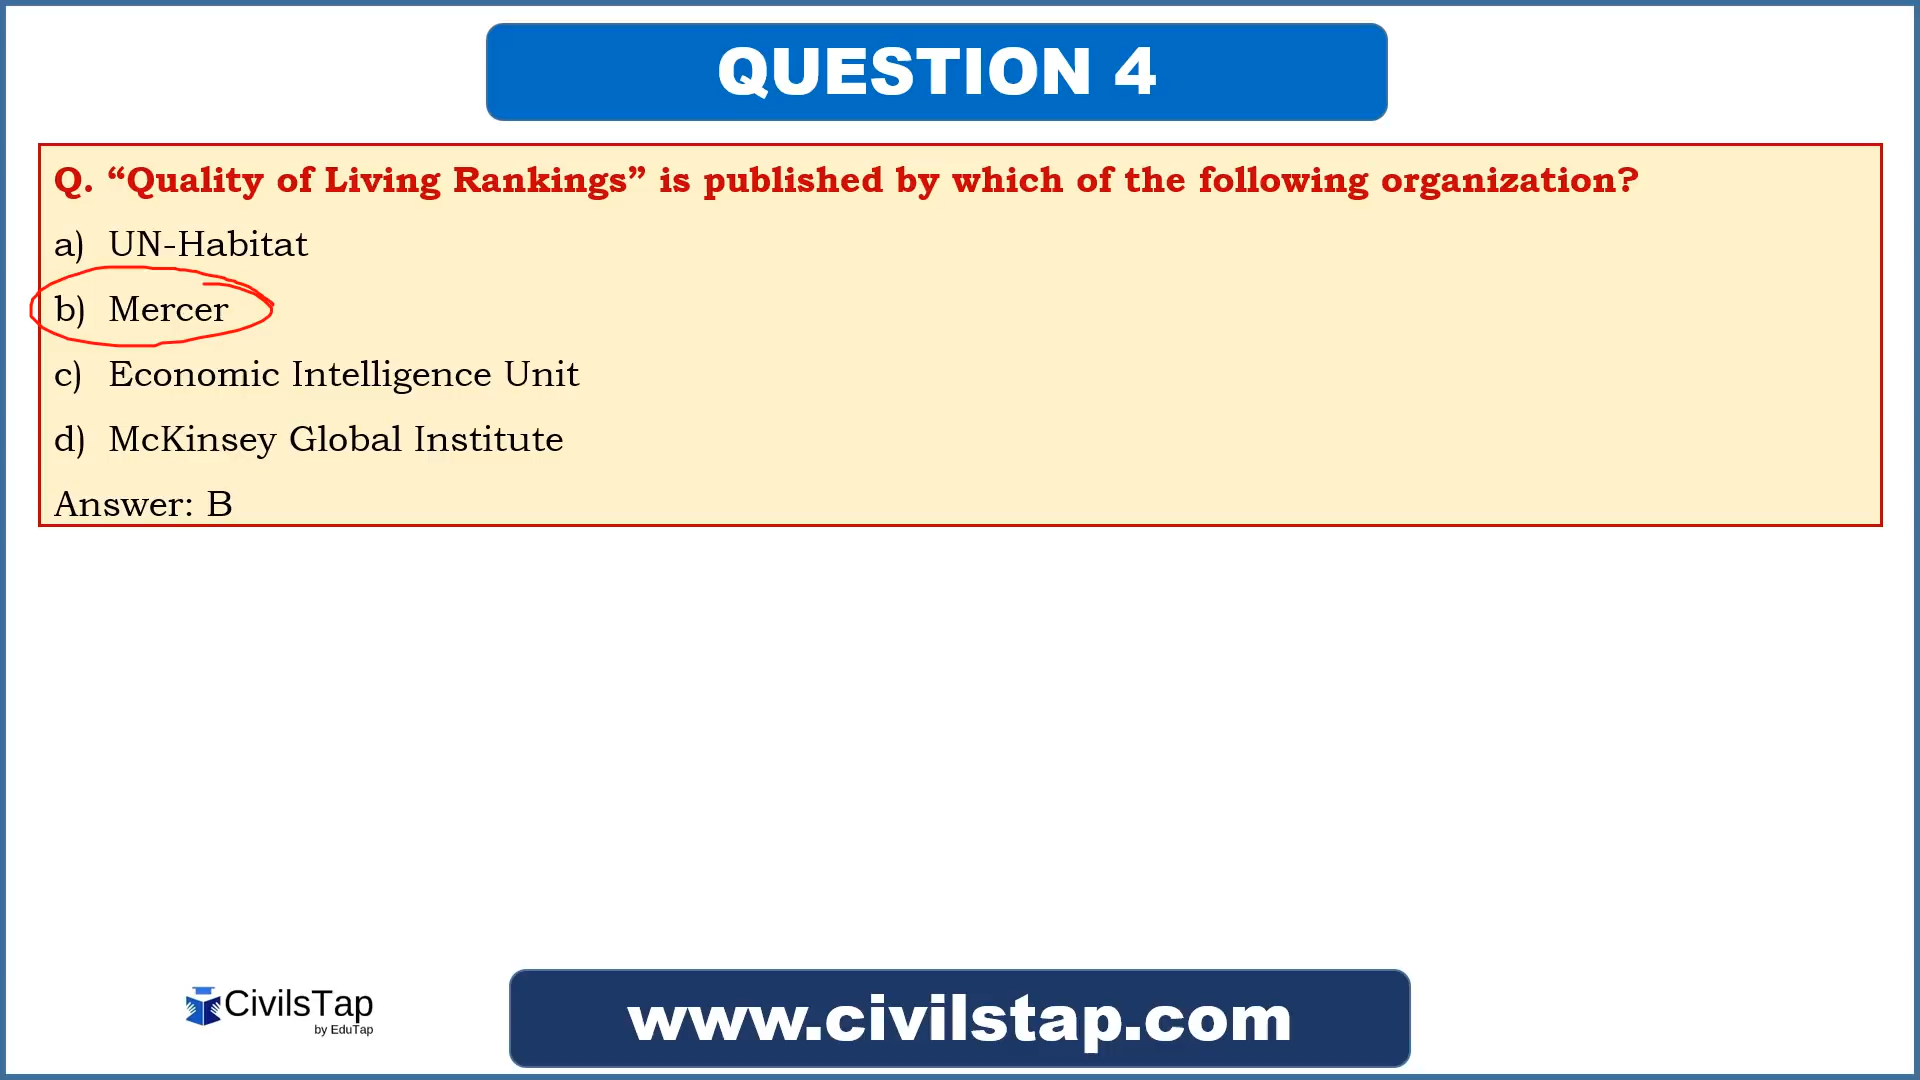 QUESTION 4
Q. “Quality of Living Rankings” is published by which of the following organization?
a) UN-Habitat
b) Mercer
c) Economic Intelligence Unit
d) McKinsey Global Institute
Answer: B
CivilsTap
by EduTap
www.civilstap.com